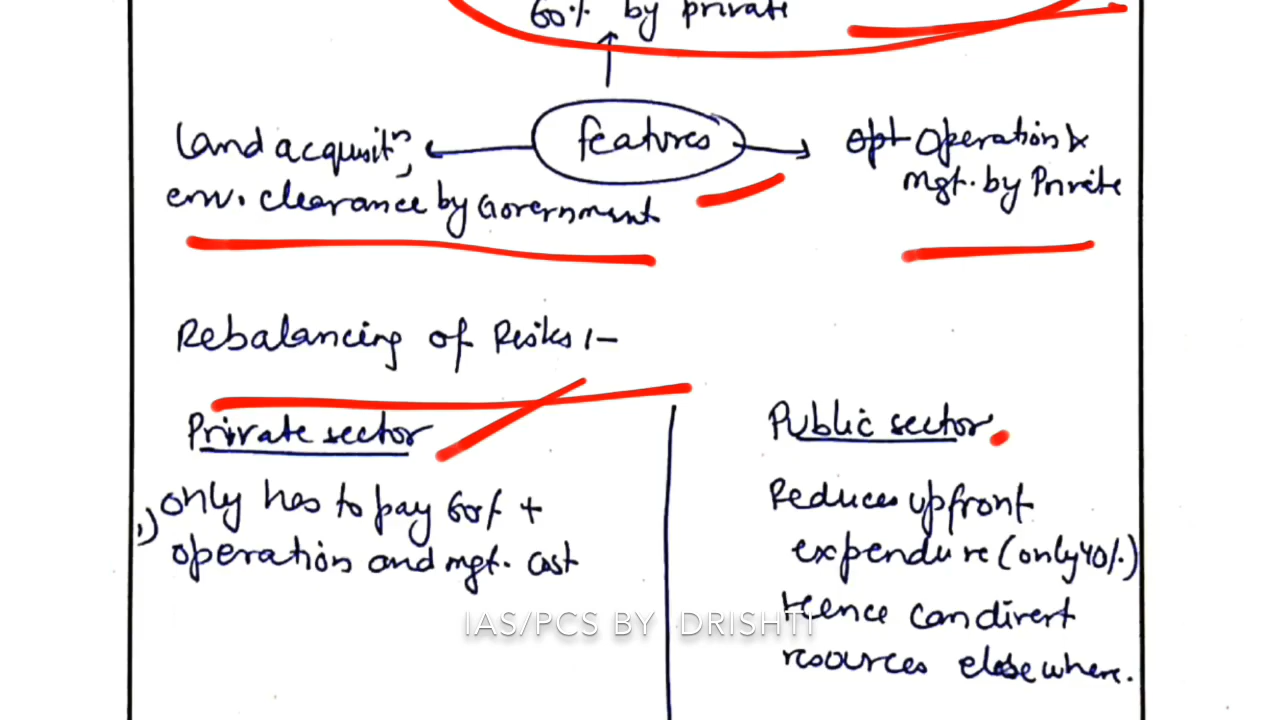 60% by private
features
Land acquisitⁿ,
env. clearance by Government
opt Operation &
mgt. by Private
Rebalancing of Risks :-
Private sector
1) only has to pay 60% +
operation and mgt. cost
Public sector
Reduces upfront
expendure (only 40%)
Hence can divert
resources elsewhere.
IAS/PCS BY DRISHTI